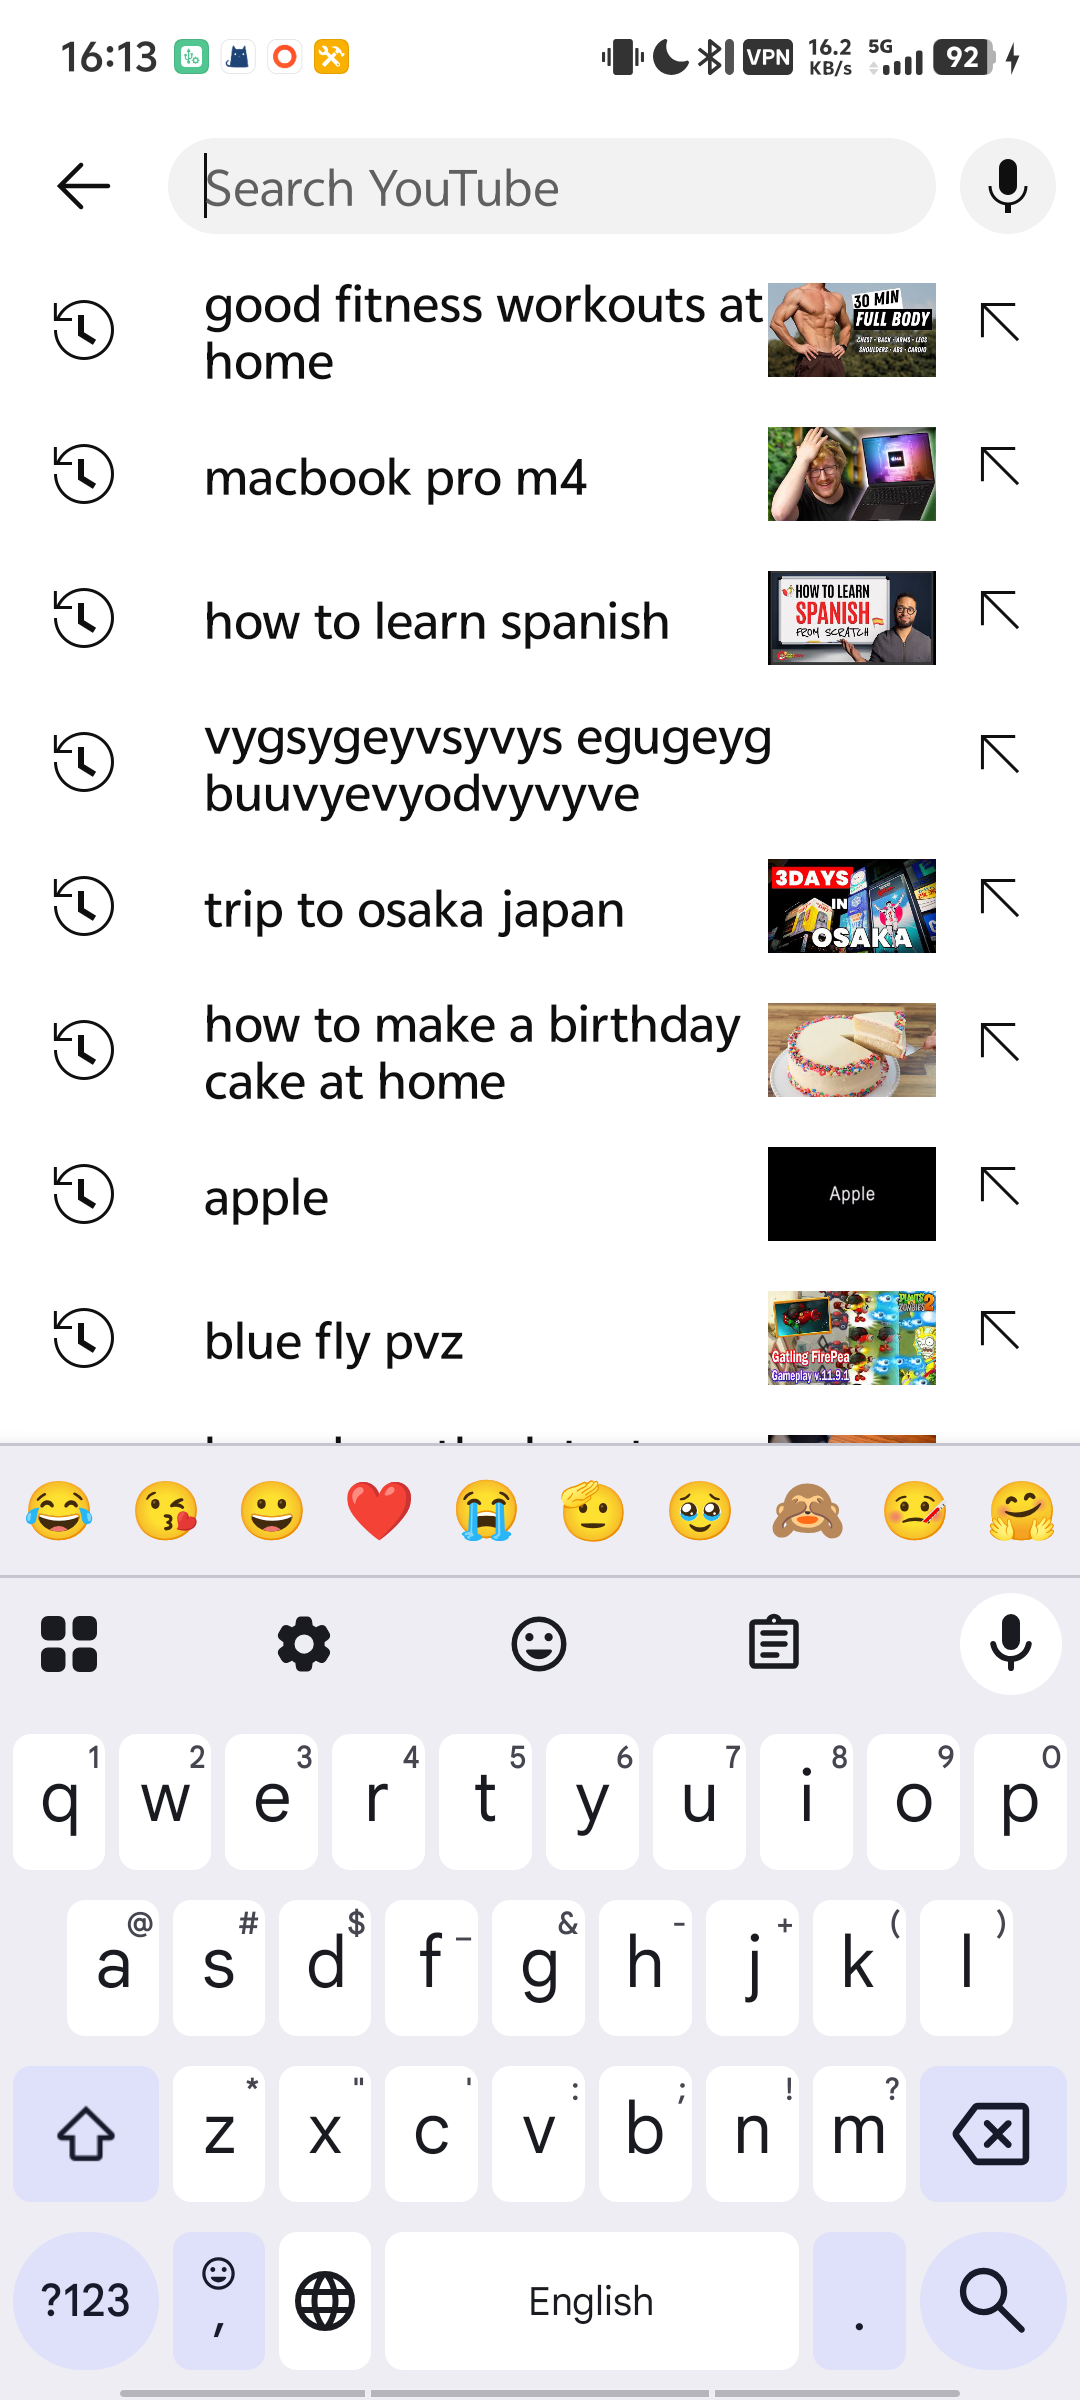 16:13
VPN
16.2
KB/s
5G
92
Search YouTube
good fitness workouts at
home
30 MIN
FULL BODY
CHEST · BACK · ARMS · LEGS
SHOULDERS · ABS · CARDIO
macbook pro m4
how to learn spanish
HOW TO LEARN
SPANISH
FROM SCRATCH
vygsygeyvsyvys egugeyg
buuvyevyodvyvyve
trip to osaka japan
3DAYS
IN
OSAKA
how to make a birthday
cake at home
apple
Apple
blue fly pvz
PLANTS
ZOMBIES 2
Gatling FirePea
Gameplay v.11.9.1
1 2 3 4 5 6 7 8 9 0
q w e r t y u i o p
@ # $ _ & - + ( )
a s d f g h j k l
* " ' : ; ! ?
z x c v b n m
?123 , English .